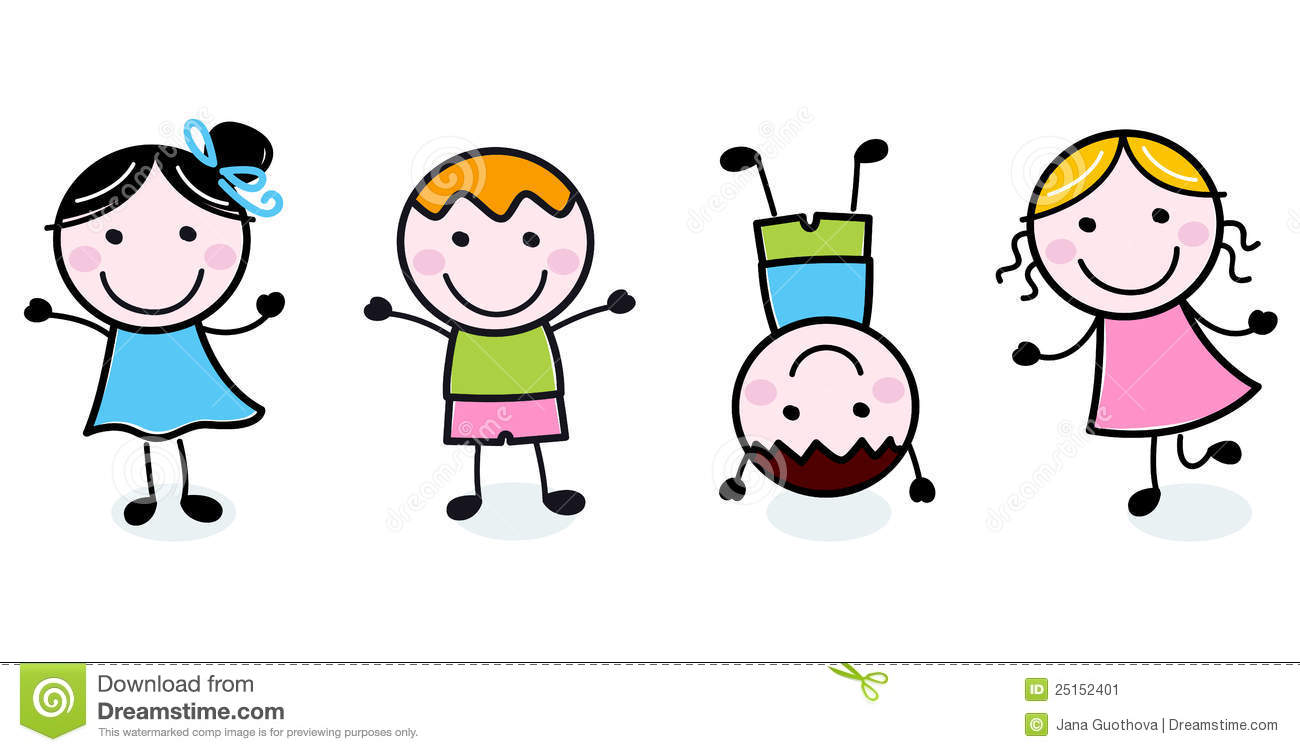 Download from
Dreamstime.com
This watermarked comp image is for previewing purposes only.
ID 25152401
© Jana Guothova | Dreamstime.com